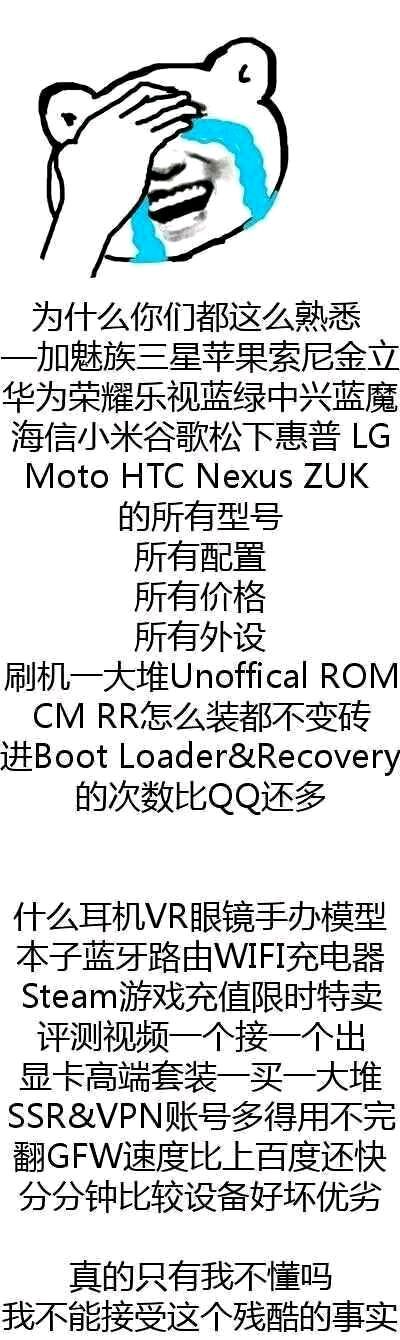 为什么你们都这么熟悉
一加魅族三星苹果索尼金立
华为荣耀乐视蓝绿中兴蓝魔
海信小米谷歌松下惠普 LG
Moto HTC Nexus ZUK
的所有型号
所有配置
所有价格
所有外设
刷机一大堆Unoffical ROM
CM RR怎么装都不变砖
进Boot Loader&Recovery
的次数比QQ还多
什么耳机VR眼镜手办模型
本子蓝牙路由WIFI充电器
Steam游戏充值限时特卖
评测视频一个接一个出
显卡高端套装一买一大堆
SSR&VPN账号多得用不完
翻GFW速度比上百度还快
分分钟比较设备好坏优劣
真的只有我不懂吗
我不能接受这个残酷的事实